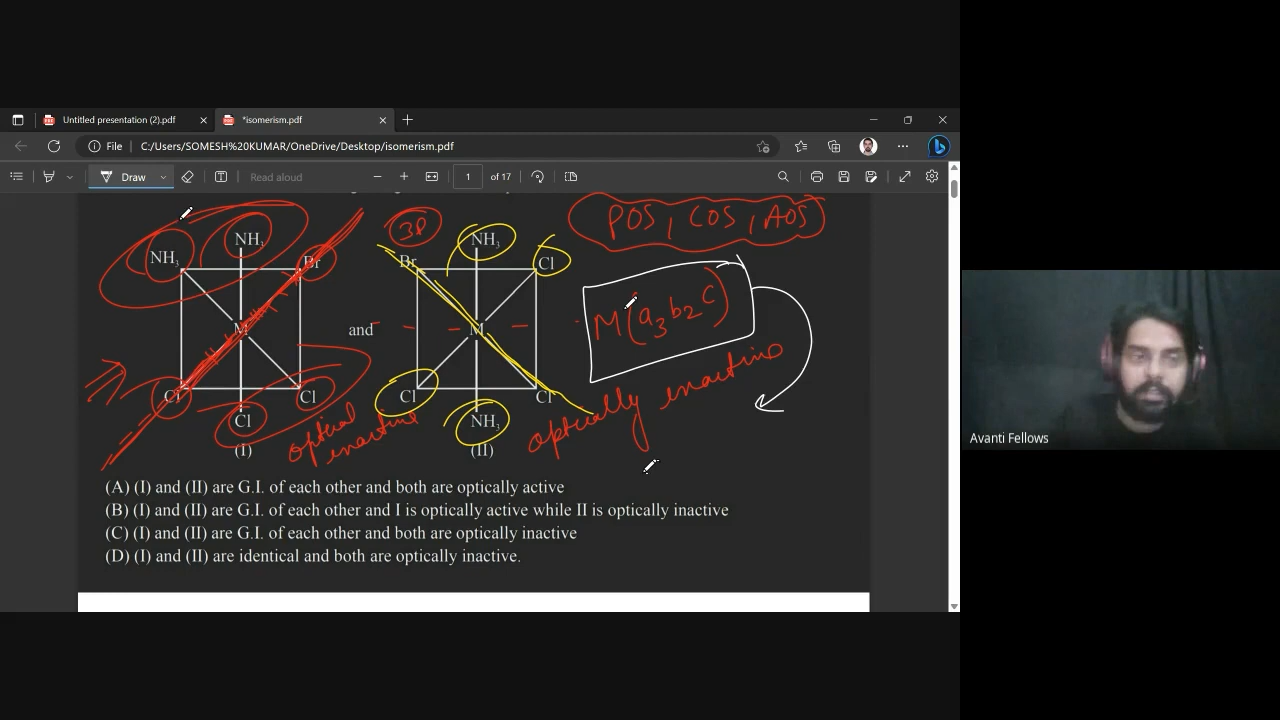 Untitled presentation (2).pdf
*isomerism.pdf
File
C:/Users/SOMESH%20KUMAR/OneDrive/Desktop/isomerism.pdf
Draw
Read aloud
1 of 17
POS, COS, AOS
3P
NH3
NH3
Br
M
Cl
Cl
Cl
(I)
optical
inactive
and
Br
NH3
Cl
M
Cl
Cl
NH3
(II)
M(a3b2c)
optically inactive
(A) (I) and (II) are G.I. of each other and both are optically active
(B) (I) and (II) are G.I. of each other and I is optically active while II is optically inactive
(C) (I) and (II) are G.I. of each other and both are optically inactive
(D) (I) and (II) are identical and both are optically inactive.
Avanti Fellows